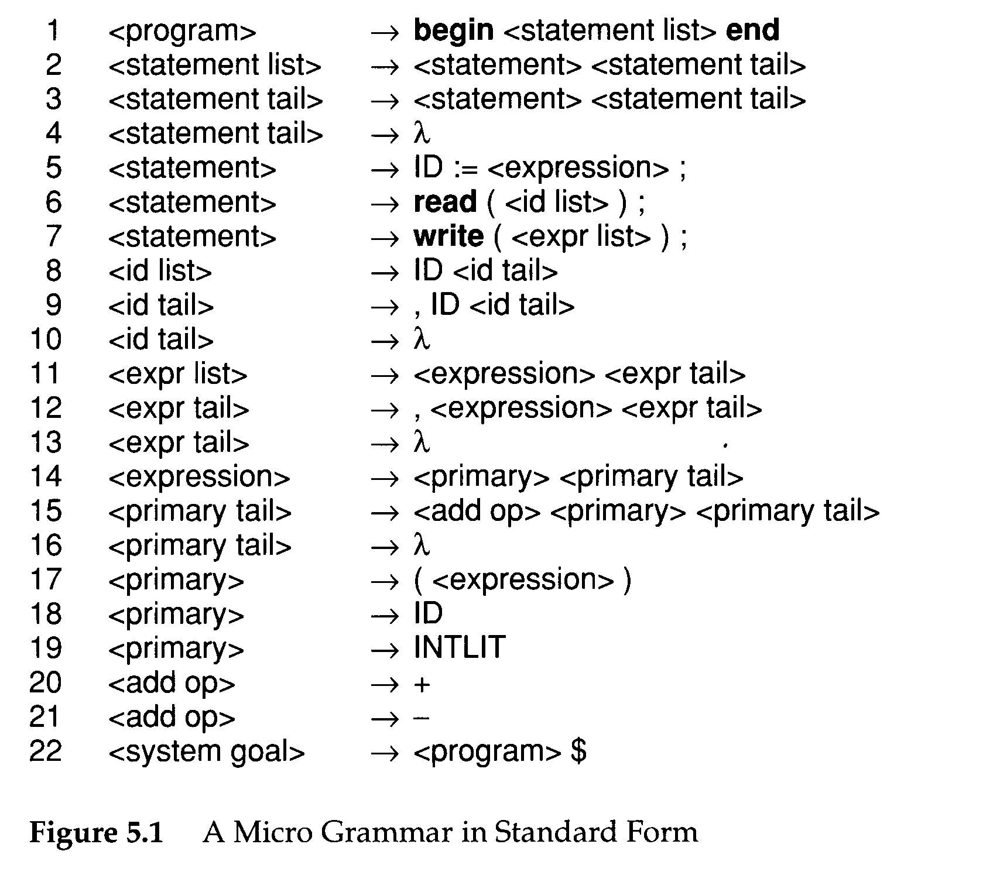 1 <program> → begin <statement list> end
2 <statement list> → <statement> <statement tail>
3 <statement tail> → <statement> <statement tail>
4 <statement tail> → λ
5 <statement> → ID := <expression> ;
6 <statement> → read ( <id list> ) ;
7 <statement> → write ( <expr list> ) ;
8 <id list> → ID <id tail>
9 <id tail> → , ID <id tail>
10 <id tail> → λ
11 <expr list> → <expression> <expr tail>
12 <expr tail> → , <expression> <expr tail>
13 <expr tail> → λ
14 <expression> → <primary> <primary tail>
15 <primary tail> → <add op> <primary> <primary tail>
16 <primary tail> → λ
17 <primary> → ( <expression> )
18 <primary> → ID
19 <primary> → INTLIT
20 <add op> → +
21 <add op> → –
22 <system goal> → <program> $
Figure 5.1 A Micro Grammar in Standard Form